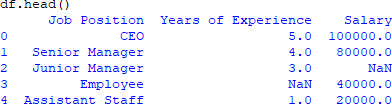 df.head()
Job Position Years of Experience Salary
0 CEO 5.0 100000.0
1 Senior Manager 4.0 80000.0
2 Junior Manager 3.0 NaN
3 Employee NaN 40000.0
4 Assistant Staff 1.0 20000.0